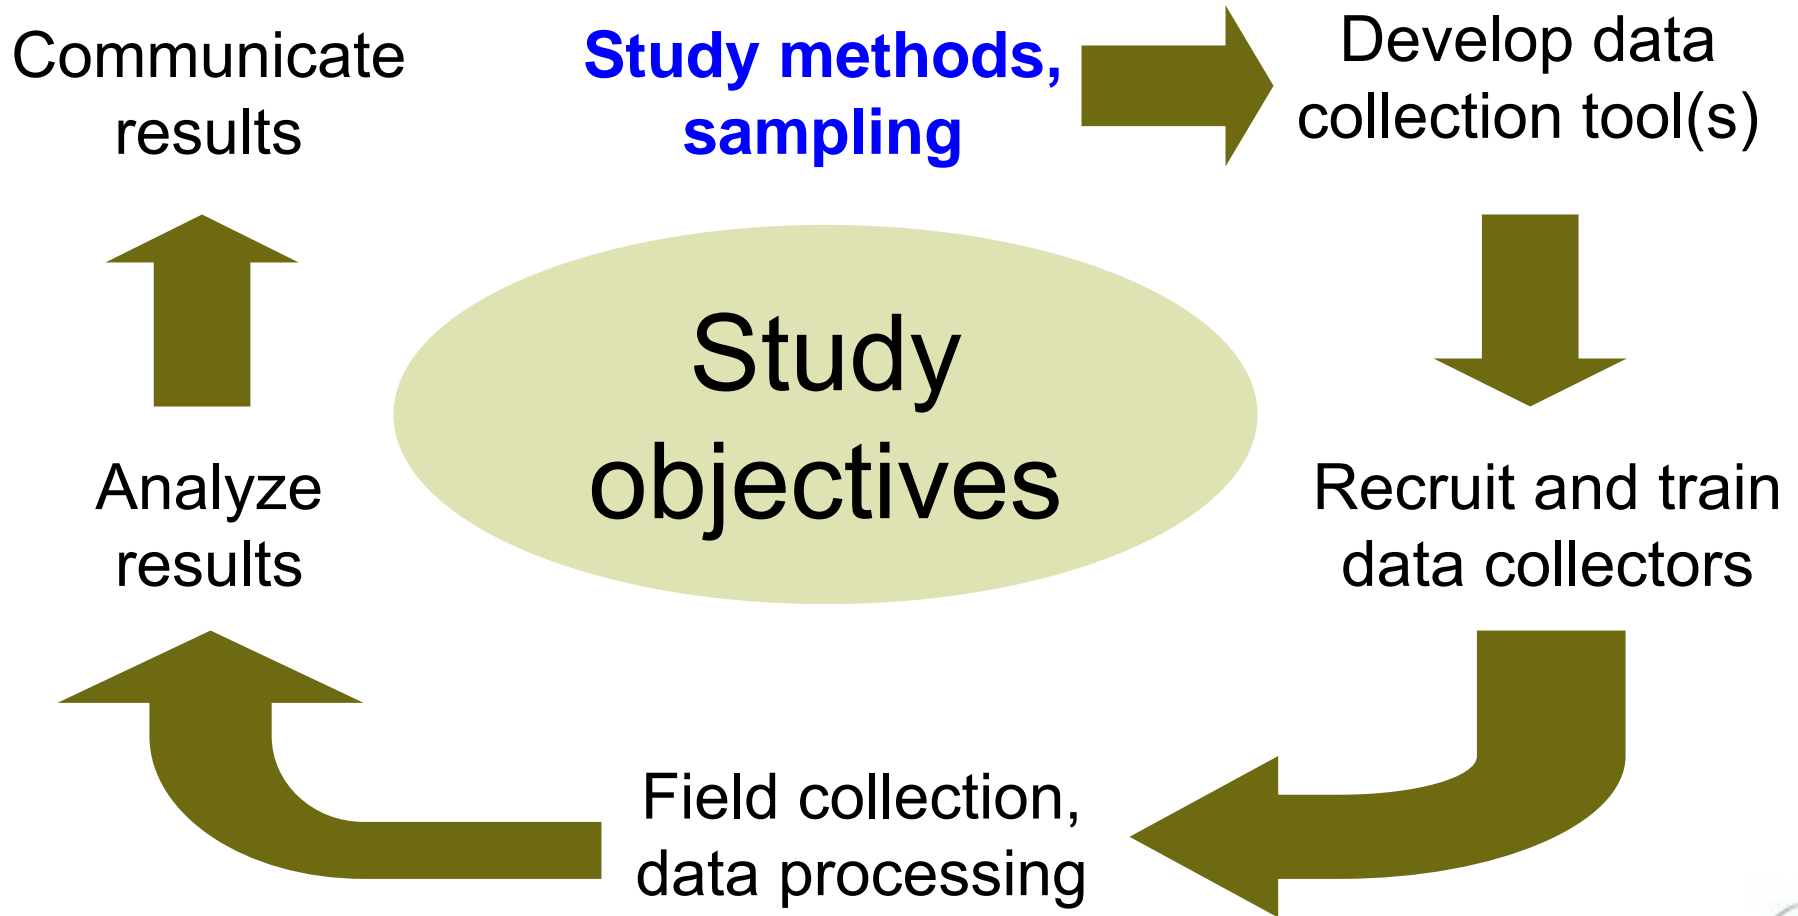 Communicate
results
Study methods,
sampling
Develop data
collection tool(s)
Study
objectives
Analyze
results
Recruit and train
data collectors
Field collection,
data processing